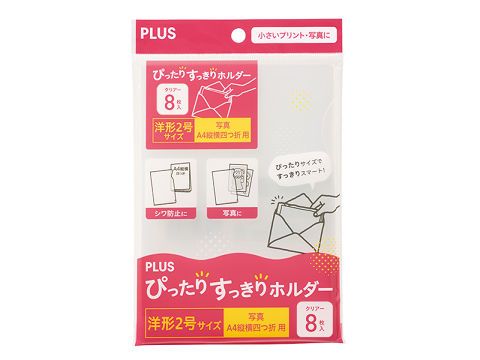 PLUS
小さいプリント・写真に
ぴったりすっきりホルダー
クリアー
8枚入
洋形2号
サイズ
写真
A4縦横四つ折用
A4縦横
シワ防止に
写真に
ぴったりサイズで
すっきりスマート!
PLUS
ぴったりすっきりホルダー
洋形2号サイズ
写真
A4縦横四つ折用
クリアー
8枚入